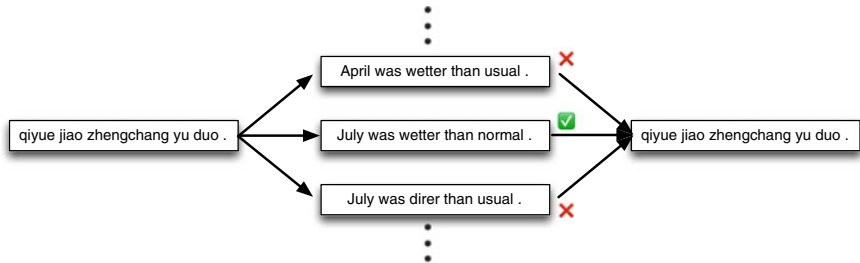 April was wetter than usual .
qiyue jiao zhengchang yu duo .
July was wetter than normal .
qiyue jiao zhengchang yu duo .
July was direr than usual .